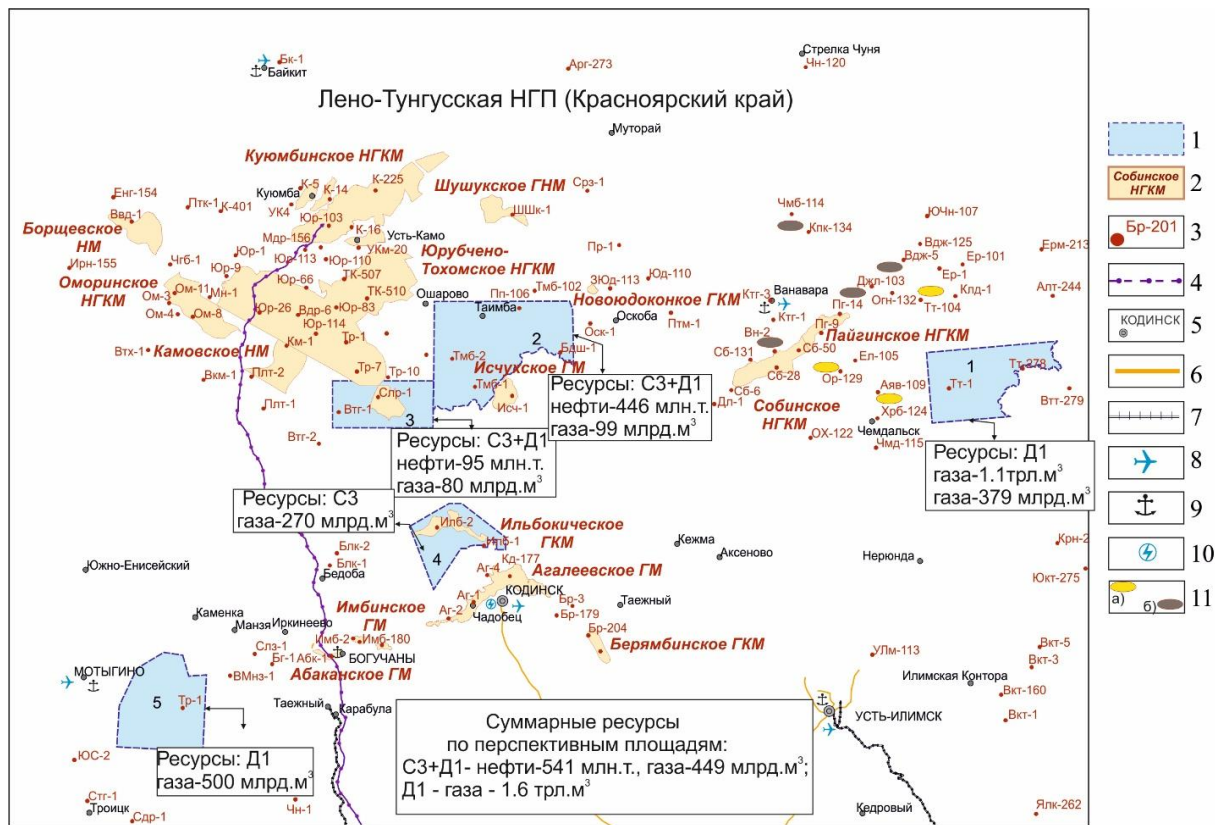 Бк-1
Байкит
Арг-273
Стрелка Чуня
Чн-120
Лено-Тунгусская НГП (Красноярский край)
Муторай
Куюмбинское НГКМ
К-5
К-14
К-225
Куюмба
УК4
Шушукское ГНМ
Срз-1
ШШк-1
Енг-154
Ввд-1
Птк-1
К-401
Борщевское
НМ
Юр-103
К-16
Усть-Камо
Мдр-156
УКм-20
Чмб-114
Кпк-134
ЮЧн-107
Ирн-155
Чгб-1
Юр-1
Юр-9
Юр-113
Юр-110
Юрубчено-
Тохомское НГКМ
Пр-1
Вдж-125
Вдж-5
Ер-101
Ерм-213
Оморинское
НГКМ
Ом-11
Ом-3
Мн-1
Юр-66
ТК-507
ТК-510
ЗЮд-113
Юд-110
Джл-103
Ер-1
Ом-4
Ом-8
Юр-26
Вдр-6
Юр-83
Юр-114
Ошарово
Пп-106
Тмб-102
Таимба
Новоюдоконкое ГКМ
Оскоба
Оск-1
Птм-1
Ктг-3
Ванавара
Ктг-1
Огн-132
Тт-104
Клд-1
Алт-244
Пг-14
Пг-9
Пайгинское НГКМ
Камовское НМ
Км-1
Тр-1
Втх-1
Вкм-1
Плт-2
Плт-1
Тр-7
Тр-10
Слр-1
Втг-1
3
Втг-2
2
Тмб-2
Бдш-1
Исчухское ГМ
Тмб-1
Исч-1
Вн-2
Сб-131
Сб-50
Сб-28
Сб-6
Дл-1
Ор-129
Ел-105
Собинское
НГКМ
Аяв-109
Хрб-124
Чемдальск
Чмд-115
ОХ-122
1
Тт-1
Тт-278
Втт-279
Ресурсы: С3+Д1
нефти-446 млн.т.
газа-99 млрд.м³
Ресурсы: С3+Д1
нефти-95 млн.т.
газа-80 млрд.м³
Ресурсы: Д1
газа-1.1трл.м³
газа-379 млрд.м³
Ресурсы: С3
газа-270 млрд.м³
Илб-2
Илб-1
4
Ильбокическое
ГКМ
Кд-177
Аг-4
Агалеевское ГМ
Кежма
Аксеново
Нерюнда
Крн-2
Юкт-275
Южно-Енисейский
Блк-2
Блк-1
Бедоба
Аг-1
Аг-2
Чадобец
КОДИНСК
Бр-3
Бр-179
Таежный
Бр-204
Берямбинское ГКМ
Каменка
Манзя
Иркинеево
Имбинское
ГМ
Имб-2
Имб-180
Слз-1
Бг-1
Абк-1
БОГУЧАНЫ
Абаканское ГМ
ВМнз-1
УЛм-113
Вкт-5
Вкт-3
Илимская Контора
Вкт-160
Вкт-1
МОТЫГИНО
5
Тр-1
Таежный
Карабула
УСТЬ-ИЛИМСК
ЮС-2
Ресурсы: Д1
газа-500 млрд.м³
Суммарные ресурсы
по перспективным площадям:
С3+Д1- нефти-541 млн.т., газа-449 млрд.м³;
Д1 - газа - 1.6 трл.м³
Стг-1
Троицк
Сдр-1
Чн-1
Кедровый
Ялк-262
1
Собинское
НГКМ
2
Бр-201
3
4
КОДИНСК
5
6
7
8
9
10
а)
б)
11